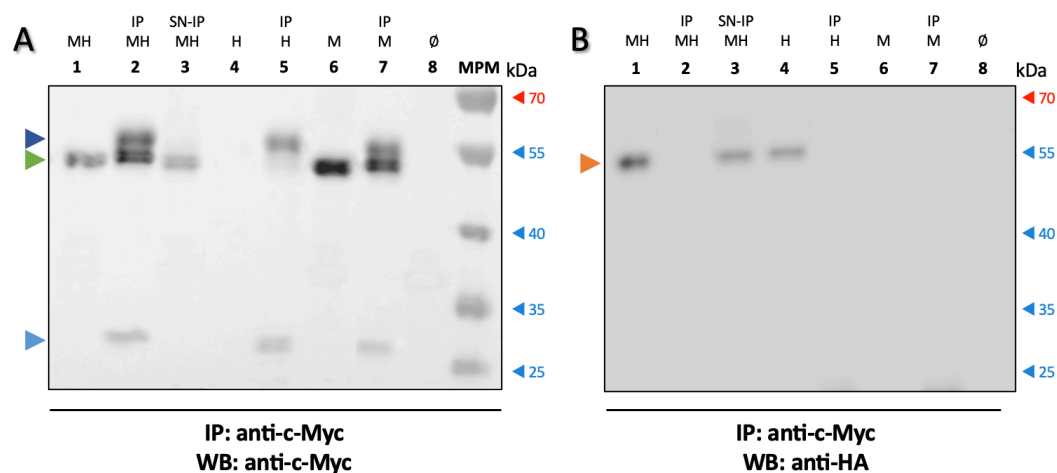 A
IP SN-IP IP IP
MH MH MH H H M M Ø
1 2 3 4 5 6 7 8 MPM kDa
70
55
40
35
25
IP: anti-c-Myc
WB: anti-c-Myc
B
IP SN-IP IP IP
MH MH MH H H M M Ø
1 2 3 4 5 6 7 8 kDa
70
55
40
35
25
IP: anti-c-Myc
WB: anti-HA